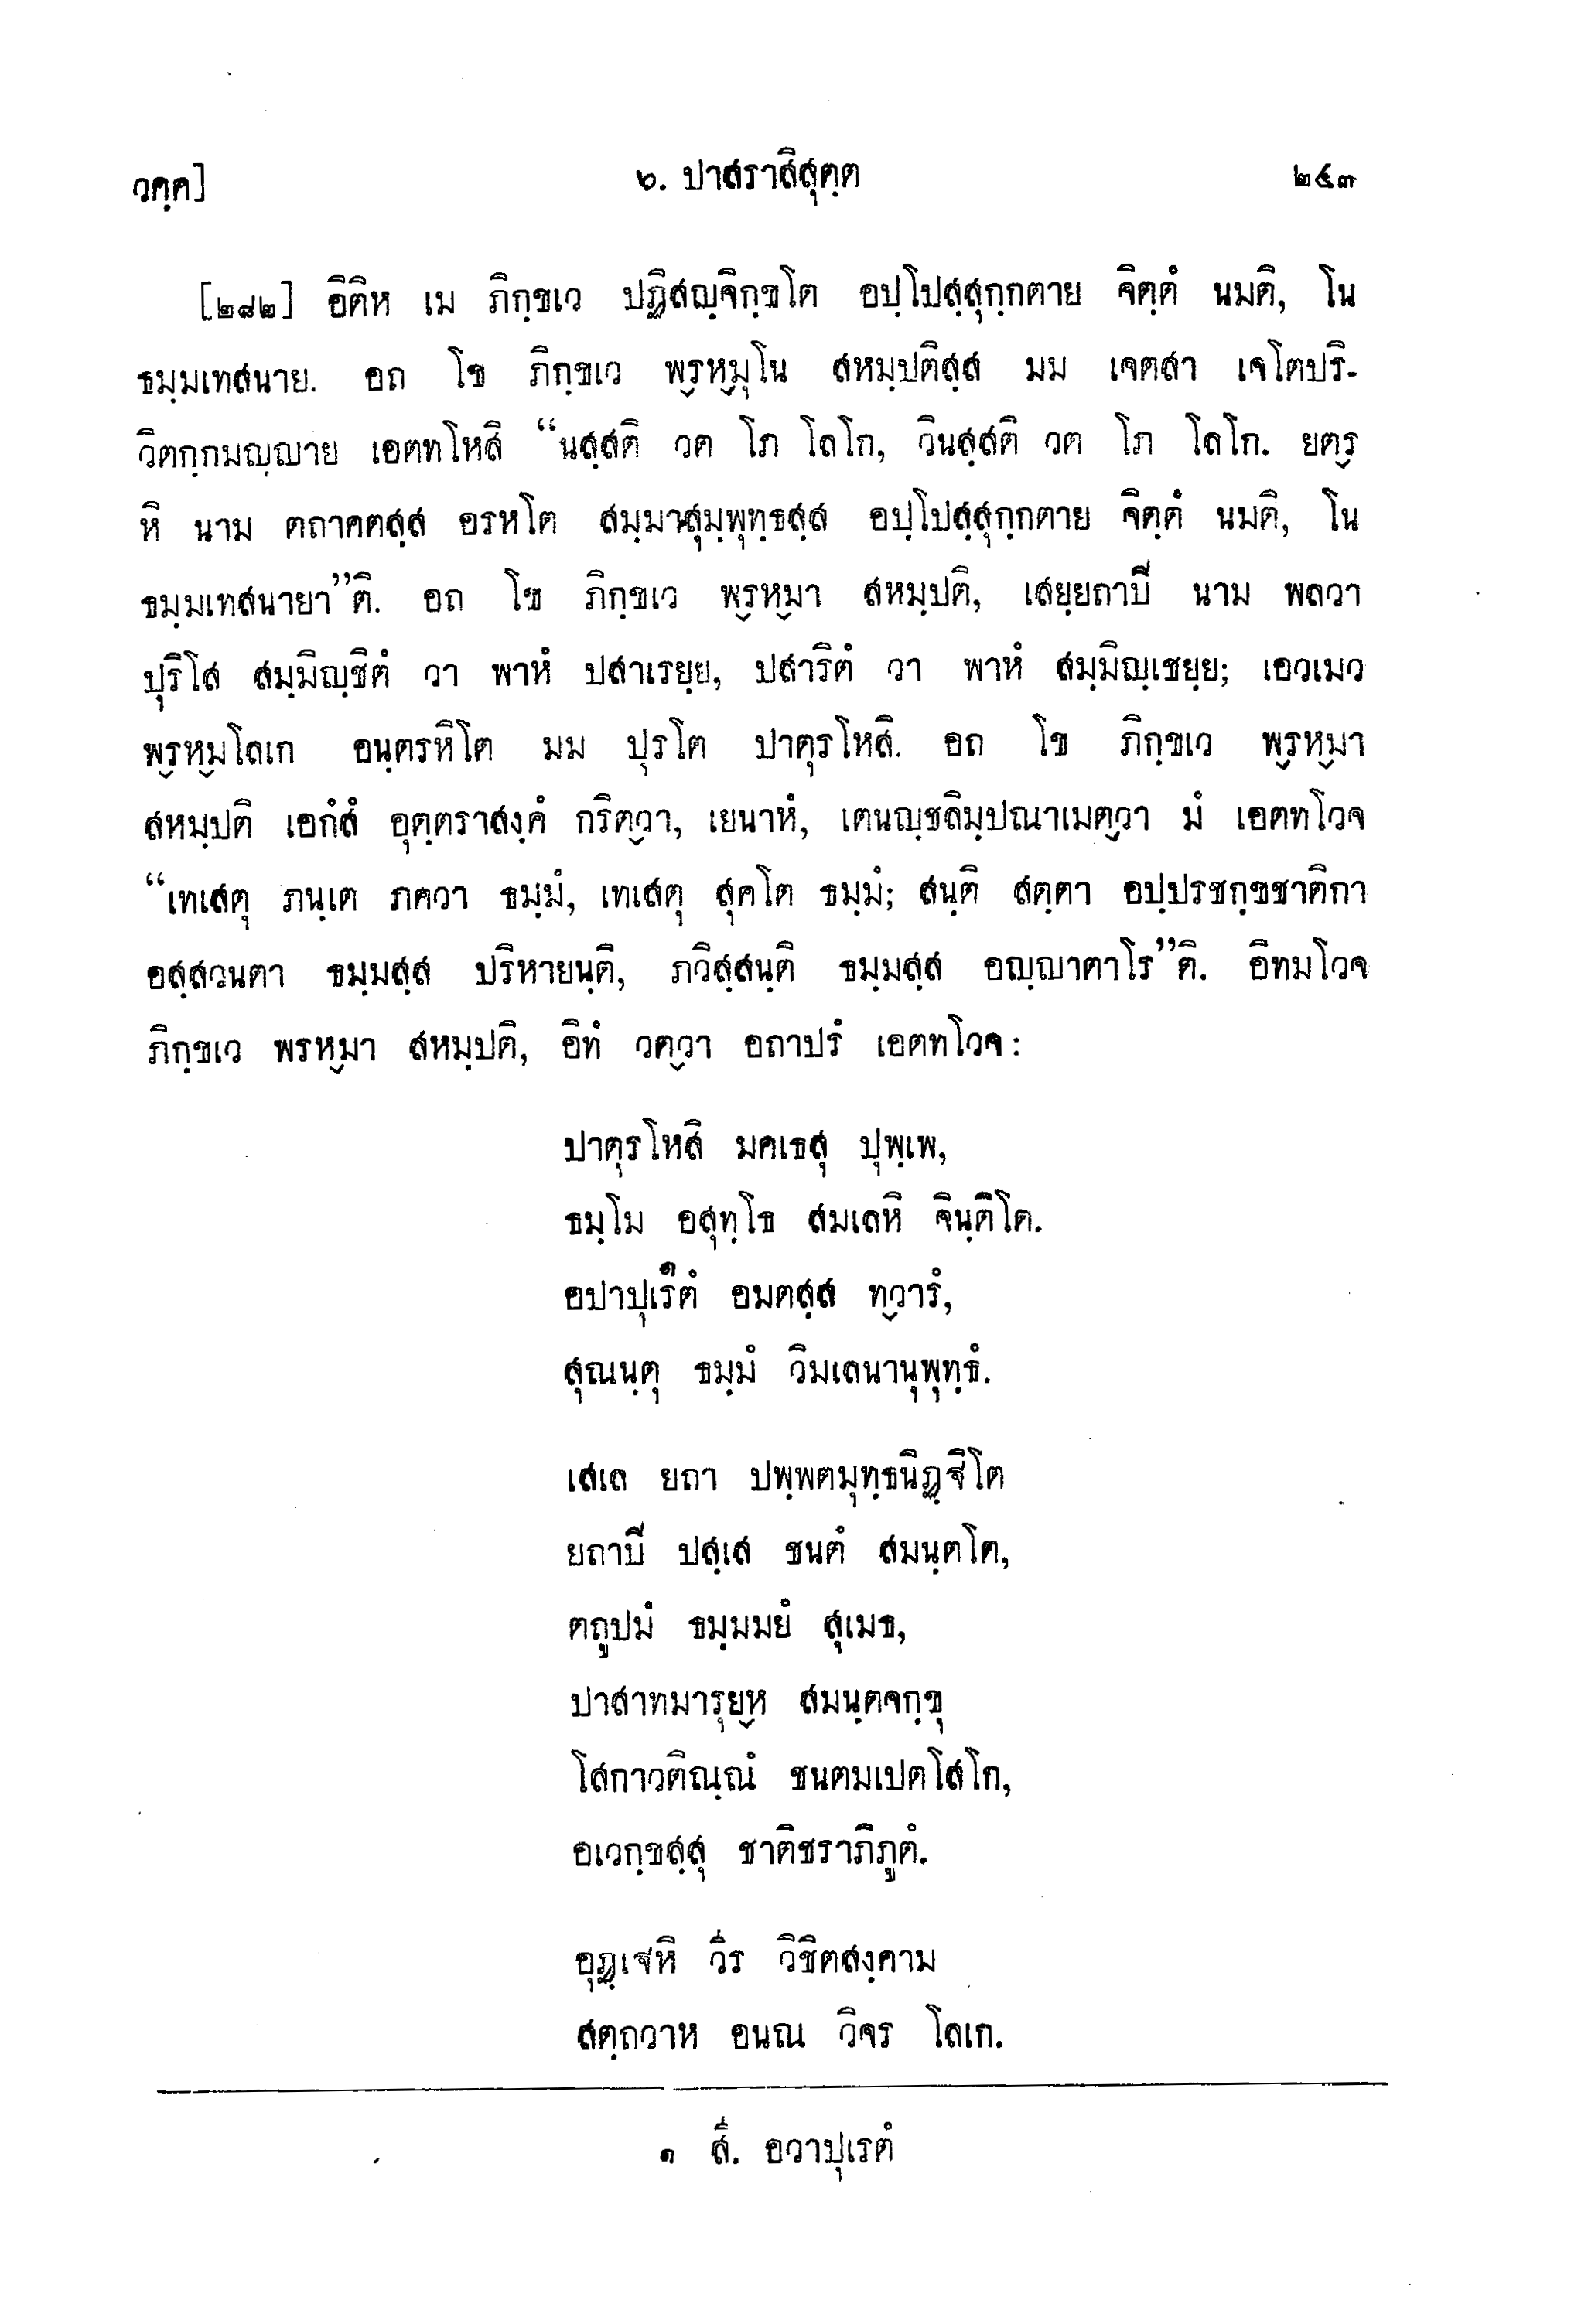 วคฺค]
๖. ปาสราสิสุตฺต
๒๕๓
[๒๘๒] อิติห เม ภิกฺขเว ปฏิสญฺจิกฺขโต อปฺโปสฺสุกฺกตาย จิตฺตํ นมติ, โน
ธมฺมเทสนาย. อถ โข ภิกฺขเว พฺรหฺมุโน สหมฺปติสฺส มม เจตสา เจโตปริ-
วิตกฺกมญฺญาย เอตทโหสิ “นสฺสติ วต โภ โลโก, วินสฺสติ วต โภ โลโก. ยตฺร
หิ นาม ตถาคตสฺส อรหโต สมฺมาสมฺพุทฺธสฺส อปฺโปสฺสุกฺกตาย จิตฺตํ นมติ, โน
ธมฺมเทสนายา”ติ. อถ โข ภิกฺขเว พฺรหฺมา สหมฺปติ, เสยฺยถาปิ นาม พลวา
ปุริโส สมฺมิญฺชิตํ วา พาหํ ปสาเรยฺย, ปสาริตํ วา พาหํ สมฺมิญฺเชยฺย; เอวเมว
พฺรหฺมโลเก อนฺตรหิโต มม ปุรโต ปาตุรโหสิ. อถ โข ภิกฺขเว พฺรหฺมา
สหมฺปติ เอกํสํ อุตฺตราสงฺคํ กริตฺวา, เยนาหํ, เตนญฺชลิมฺปณาเมตฺวา มํ เอตทโวจ
“เทเสตุ ภนฺเต ภควา ธมฺมํ, เทเสตุ สุคโต ธมฺมํ; สนฺติ สตฺตา อปฺปรชกฺขชาติกา
อสฺสวนตา ธมฺมสฺส ปริหายนฺติ, ภวิสฺสนฺติ ธมฺมสฺส อญฺญาตาโร”ติ. อิทมโวจ
ภิกฺขเว พรหฺมา สหมฺปติ, อิทํ วตฺวา อถาปรํ เอตทโวจ:
ปาตุรโหสิ มคเธสุ ปุพฺเพ,
ธมฺโม อสุทฺโธ สมเลหิ จินฺติโต.
อปาปุเรตํ๑ อมตสฺส ทฺวารํ,
สุณนฺตุ ธมฺมํ วิมเลนานุพุทฺธํ.
เสเล ยถา ปพฺพตมุทฺธนิฏฺฐิโต
ยถาปิ ปสฺเส ชนตํ สมนฺตโต,
ตถูปมํ ธมฺมมยํ สุเมธ,
ปาสาทมารุยฺห สมนฺตจกฺขุ
โสกาวติณฺณํ ชนตมเปตโสโก,
อเวกฺขสฺสุ ชาติชราภิภูตํ.
อุฏฺเฐหิ วีร วิชิตสงฺคาม
สตฺถวาห อนณ วิจร โลเก.
๑ สี. อวาปุเรตํ